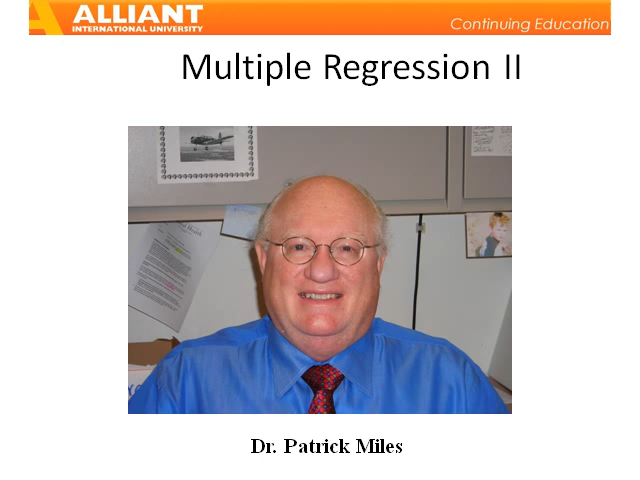 ALLIANT
INTERNATIONAL UNIVERSITY
Continuing Education
Multiple Regression II
Dr. Patrick Miles